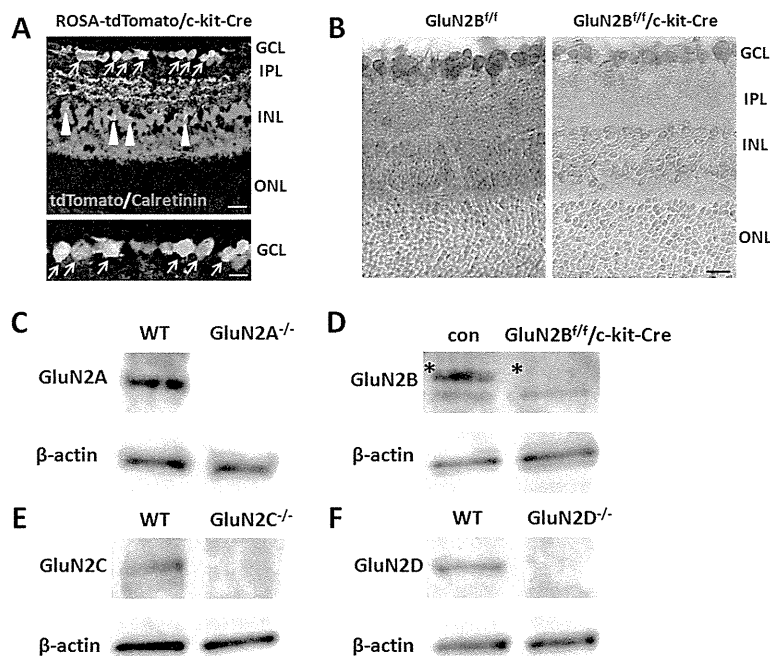 A
ROSA-tdTomato/c-kit-Cre
GCL
IPL
INL
ONL
tdTomato/Calretinin
GCL
B
GluN2Bf/f
GluN2Bf/f/c-kit-Cre
GCL
IPL
INL
ONL
C
WT
GluN2A-/-
GluN2A
β-actin
D
con
GluN2Bf/f/c-kit-Cre
GluN2B
*
*
β-actin
E
WT
GluN2C-/-
GluN2C
β-actin
F
WT
GluN2D-/-
GluN2D
β-actin